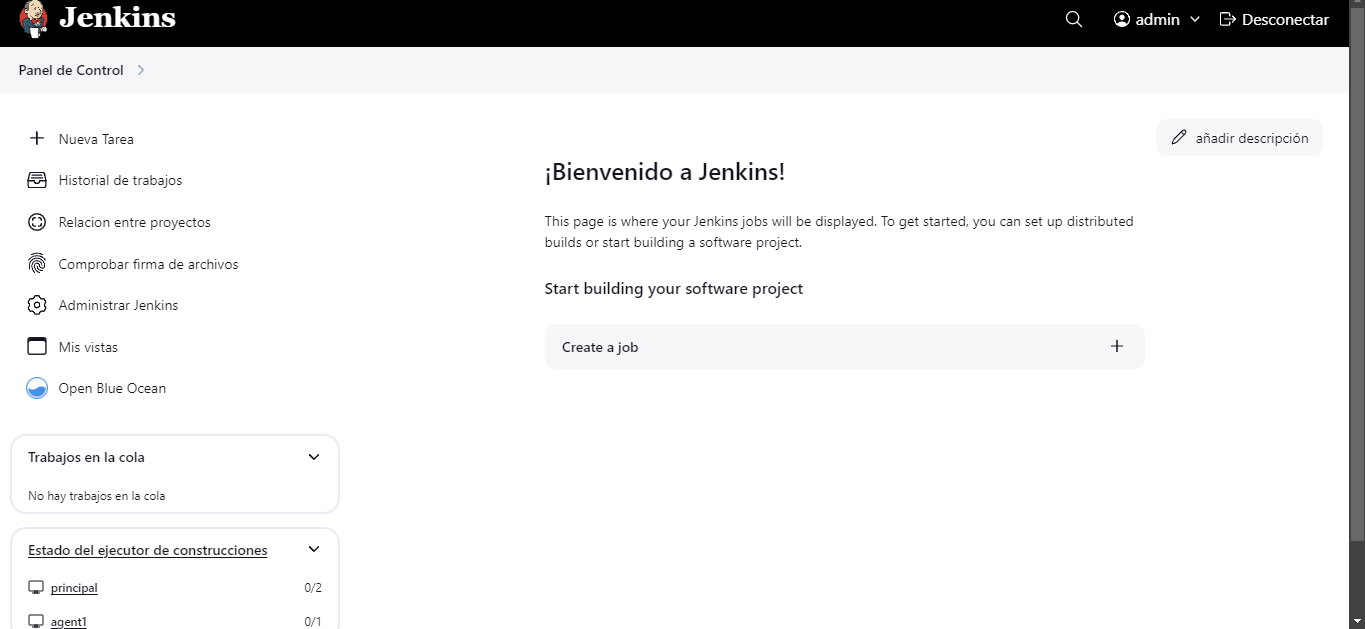 Jenkins
admin
Desconectar
Panel de Control
Nueva Tarea
Historial de trabajos
Relacion entre proyectos
Comprobar firma de archivos
Administrar Jenkins
Mis vistas
Open Blue Ocean
Trabajos en la cola
No hay trabajos en la cola
Estado del ejecutor de construcciones
principal 0/2
agent1 0/1
añadir descripción
¡Bienvenido a Jenkins!
This page is where your Jenkins jobs will be displayed. To get started, you can set up distributed
builds or start building a software project.
Start building your software project
Create a job